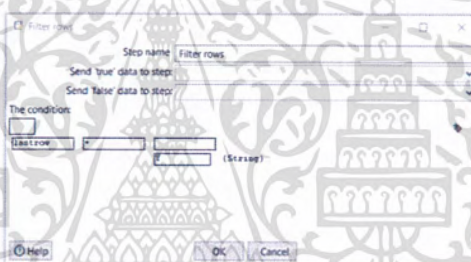 Filter rows
Step name Filter rows
Send 'true' data to step:
Send 'false' data to step:
The condition:
lastrow =
(String)
Help OK Cancel